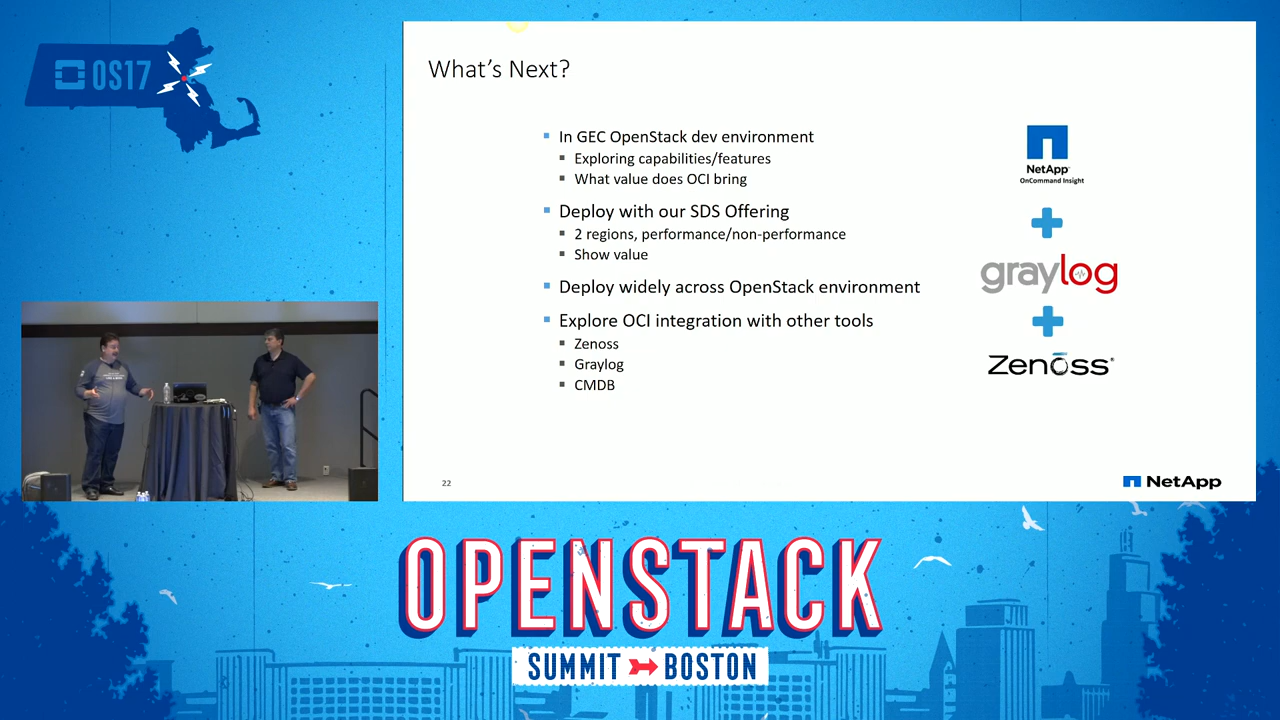 OS17
What's Next?
In GEC OpenStack dev environment
Exploring capabilities/features
What value does OCI bring
Deploy with our SDS Offering
2 regions, performance/non-performance
Show value
Deploy widely across OpenStack environment
Explore OCI integration with other tools
Zenoss
Graylog
CMDB
NetApp
OnCommand Insight
graylog
Zenoss
22
NetApp
OPENSTACK
SUMMIT BOSTON